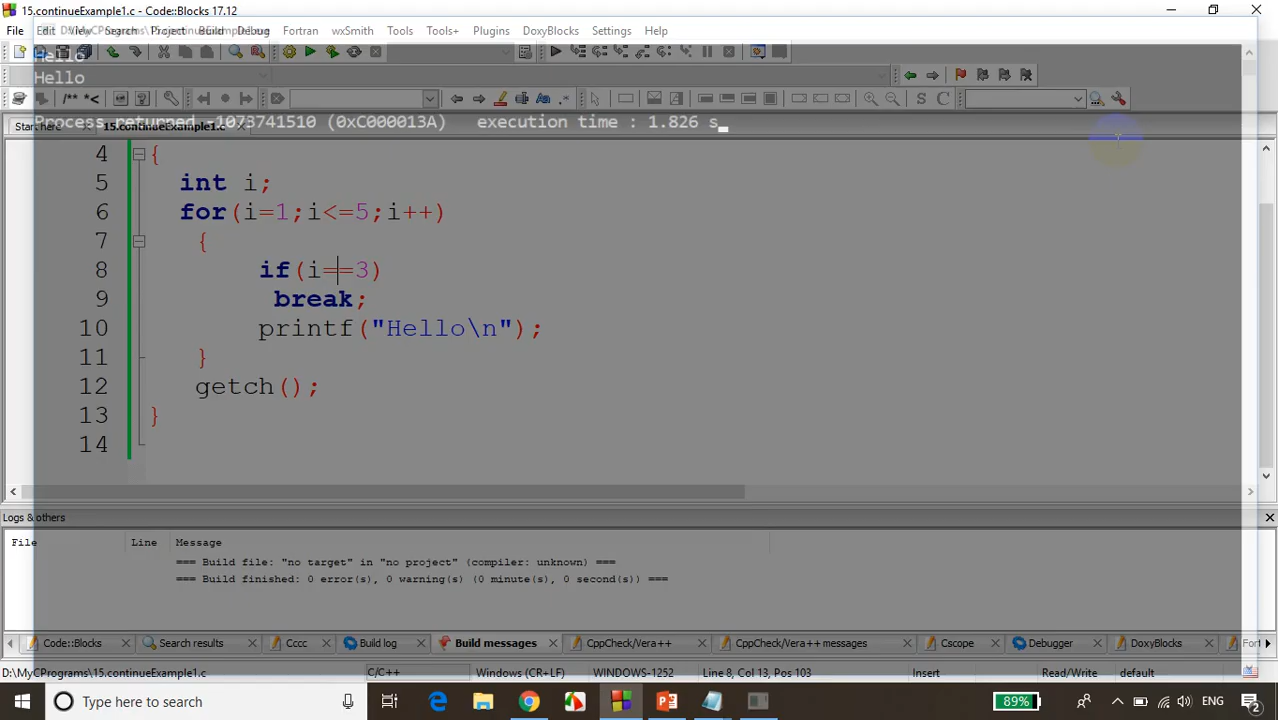 15.continueExample1.c - Code::Blocks 17.12
File Edit View Search Project Build Debug Fortran wxSmith Tools Tools+ Plugins DoxyBlocks Settings Help
Hello
Hello
/** *<
S C
Process returned -1073741510 (0xC000013A) execution time : 1.826 s
Start here 15.continueExample1.c
4 {
5 int i;
6 for(i=1;i<=5;i++)
7 {
8 if(i==3)
9 break;
10 printf("Hello\n");
11 }
12 getch();
13 }
14
Logs & others
File Line Message
=== Build file: "no target" in "no project" (compiler: unknown) ===
=== Build finished: 0 error(s), 0 warning(s) (0 minute(s), 0 second(s)) ===
Code::Blocks Search results Cccc Build log Build messages CppCheck/Vera++ CppCheck/Vera++ messages Cscope Debugger DoxyBlocks
D:\MyCPrograms\15.continueExample1.c C/C++ Windows (CR+LF) WINDOWS-1252 Line 8, Col 13, Pos 103 Insert Read/Write default
Type here to search 89% ENG 2